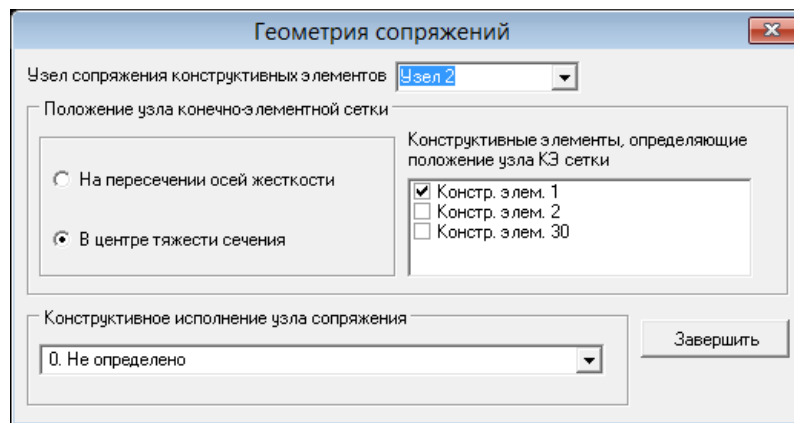 Геометрия сопряжений
Узел сопряжения конструктивных элементов Узел 2
Положение узла конечно-элементной сетки
На пересечении осей жесткости
В центре тяжести сечения
Конструктивные элементы, определяющие
положение узла КЭ сетки
Констр. элем. 1
Констр. элем. 2
Констр. элем. 30
Конструктивное исполнение узла сопряжения
0. Не определено
Завершить